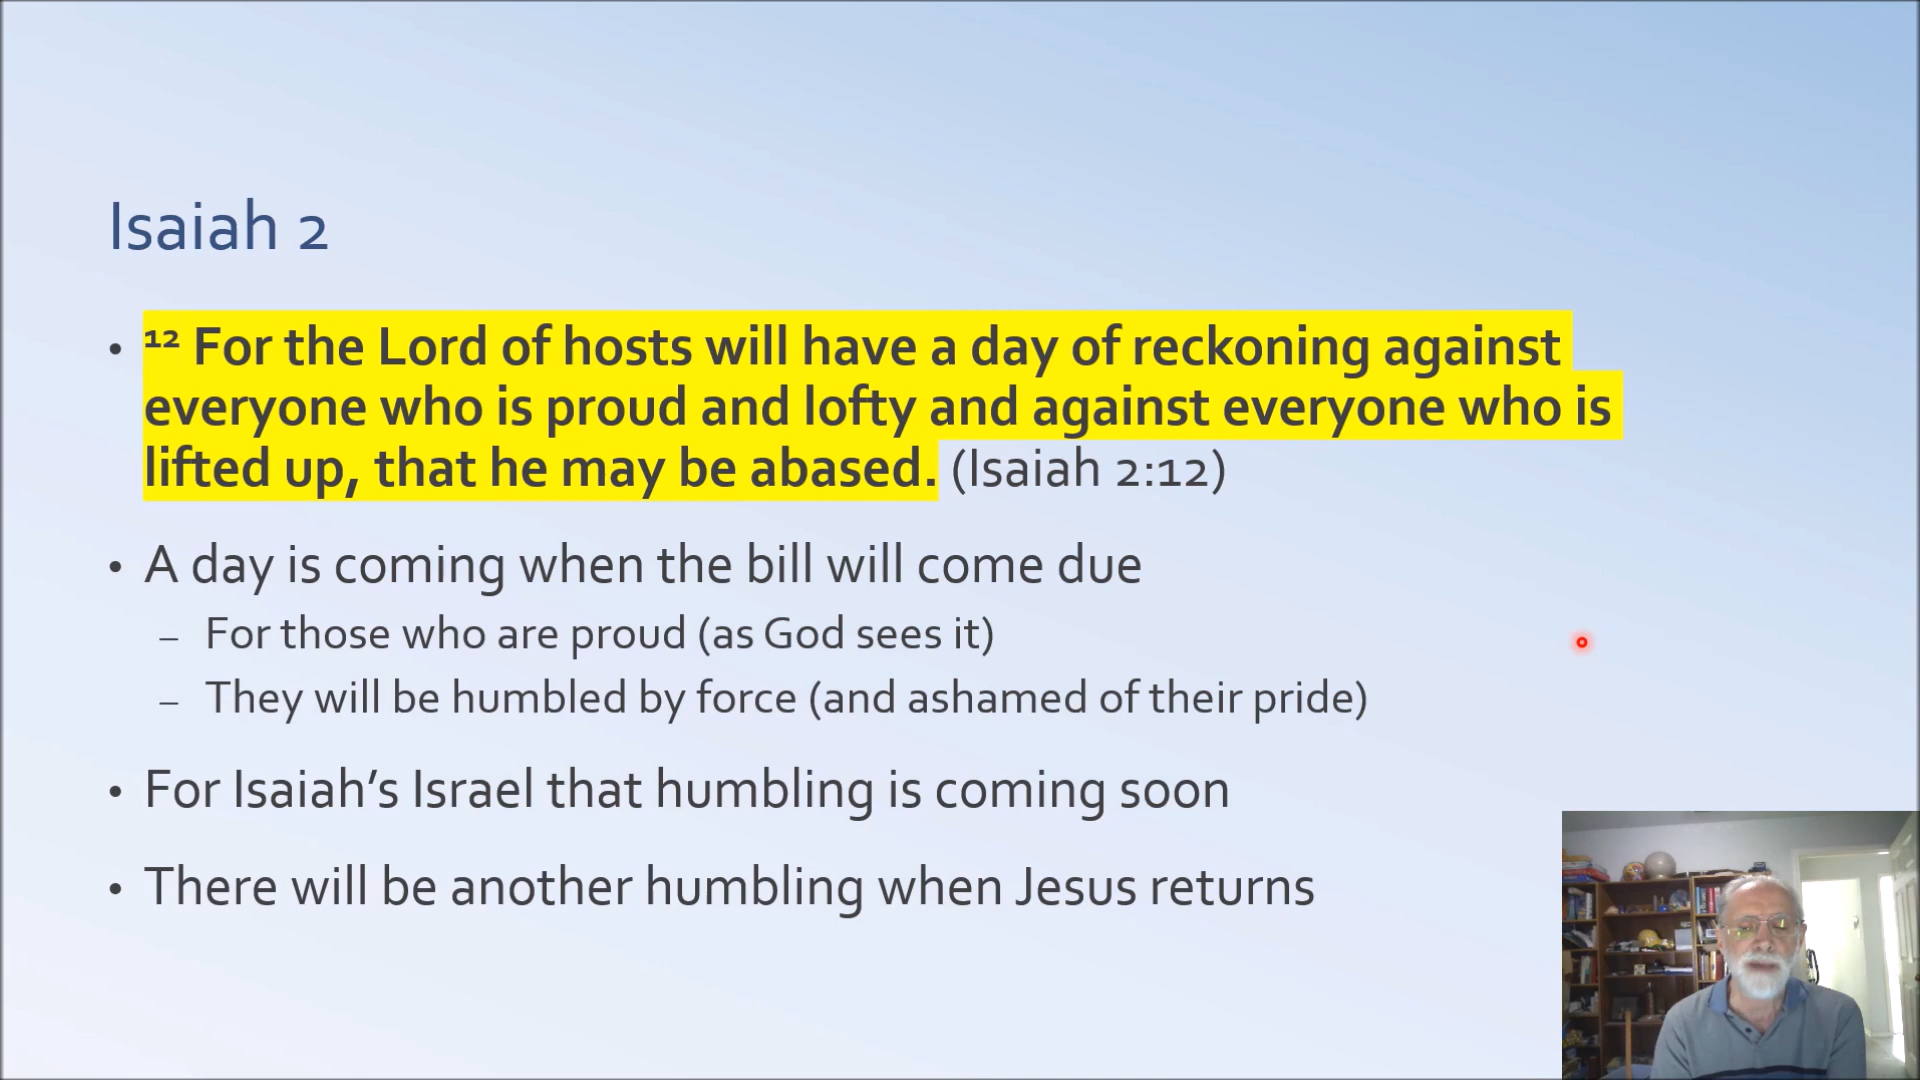 Isaiah 2
• ¹² For the Lord of hosts will have a day of reckoning against
everyone who is proud and lofty and against everyone who is
lifted up, that he may be abased. (Isaiah 2:12)
• A day is coming when the bill will come due
– For those who are proud (as God sees it)
– They will be humbled by force (and ashamed of their pride)
• For Isaiah’s Israel that humbling is coming soon
• There will be another humbling when Jesus returns